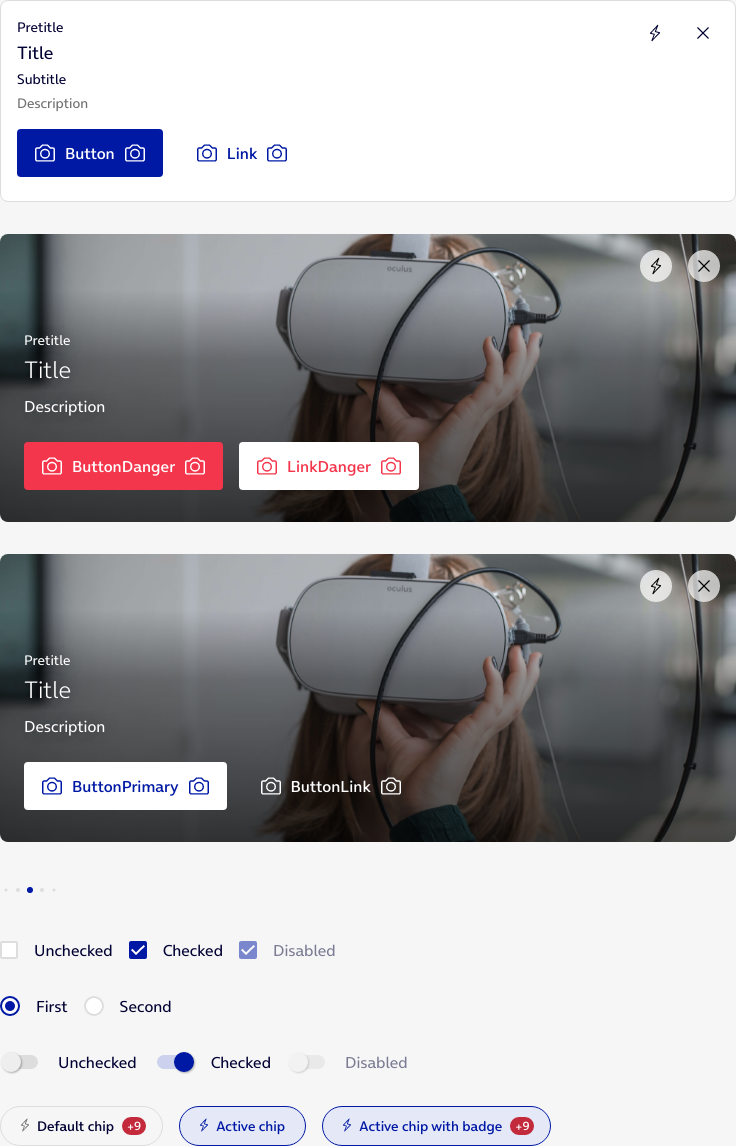 Pretitle
Title
Subtitle
Description
Button Link
oculus
Pretitle
Title
Description
ButtonDanger LinkDanger
oculus
Pretitle
Title
Description
ButtonPrimary ButtonLink
Unchecked Checked Disabled
First Second
Unchecked Checked Disabled
Default chip +9 Active chip Active chip with badge +9